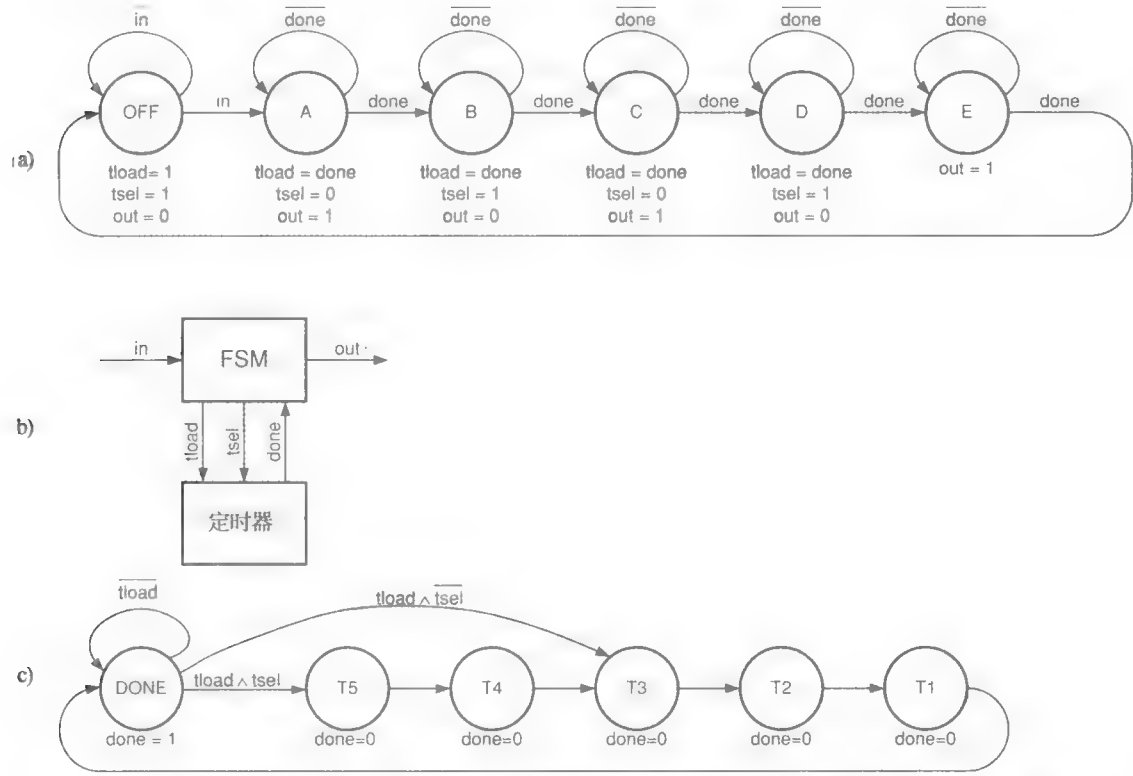 in done done done done done
OFF in A done B done C done D done E done
a)
tload= 1 tload = done tload = done tload = done tload = done out = 1
tsel = 1 tsel = 0 tsel = 1 tsel = 0 tsel = 1
out = 0 out = 1 out = 0 out = 1 out = 0
b)
in FSM out
tload tsel done
定时器
c)
tload tload ∧ tsel
DONE tload ∧ tsel T5 T4 T3 T2 T1
done = 1 done=0 done=0 done=0 done=0 done=0